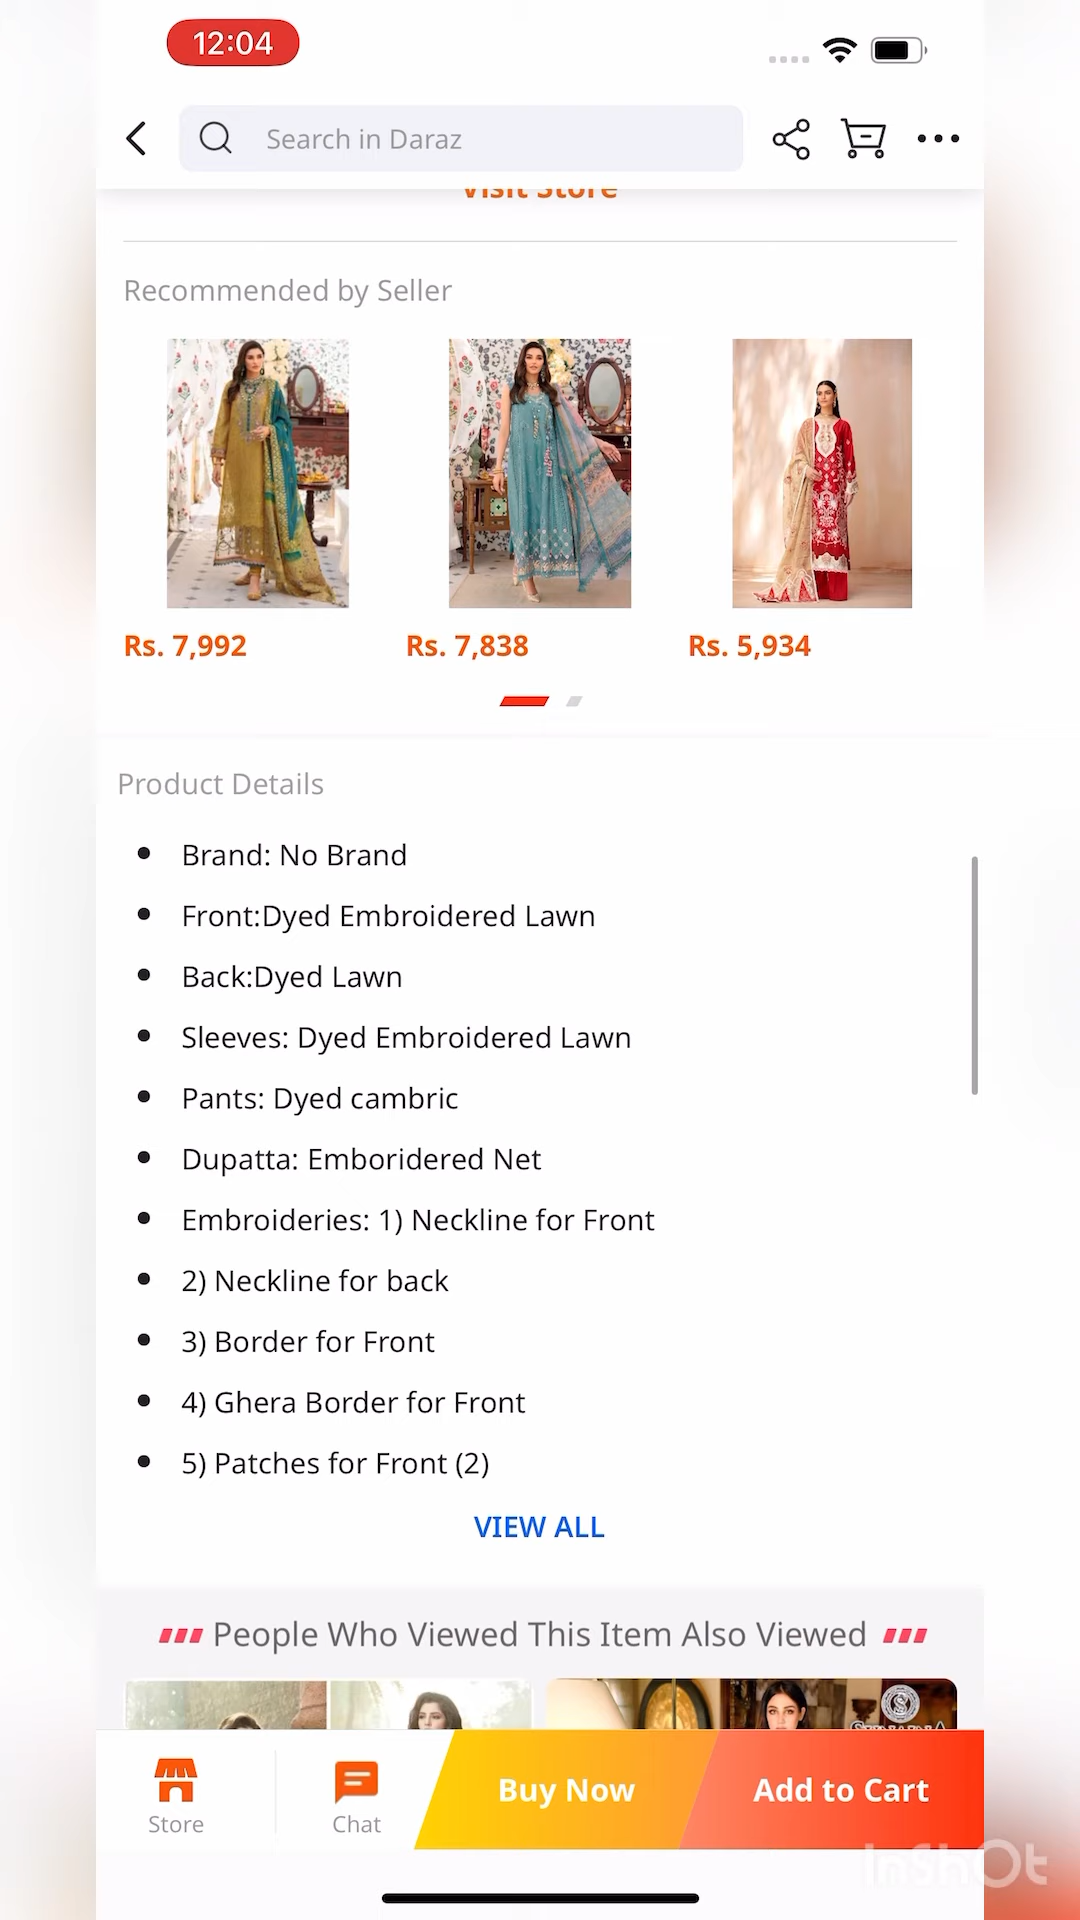 12:04
Search in Daraz
Visit Store
Recommended by Seller
Rs. 7,992
Rs. 7,838
Rs. 5,934
Product Details
Brand: No Brand
Front:Dyed Embroidered Lawn
Back:Dyed Lawn
Sleeves: Dyed Embroidered Lawn
Pants: Dyed cambric
Dupatta: Emboridered Net
Embroideries: 1) Neckline for Front
2) Neckline for back
3) Border for Front
4) Ghera Border for Front
5) Patches for Front (2)
VIEW ALL
People Who Viewed This Item Also Viewed
Store
Chat
Buy Now
Add to Cart
InShOt